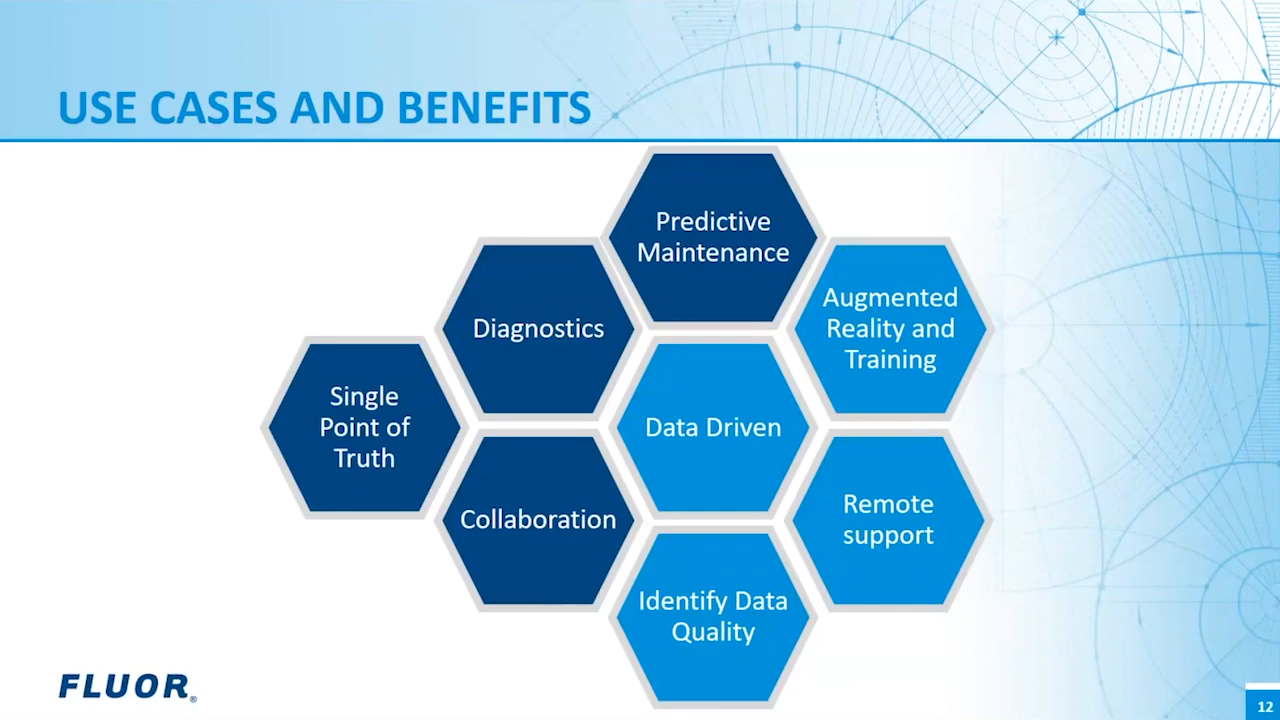 USE CASES AND BENEFITS
Predictive
Maintenance
Augmented
Reality and
Training
Diagnostics
Single
Point of
Truth
Data Driven
Collaboration
Remote
support
Identify Data
Quality
FLUOR®
12